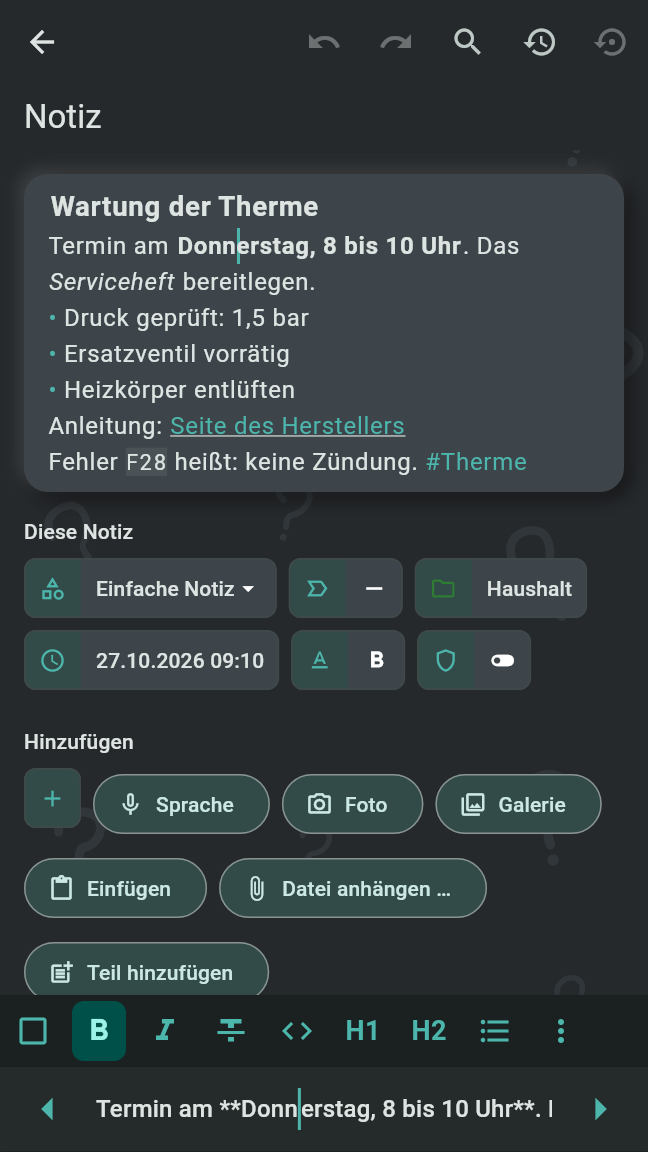 Notiz
Wartung der Therme
Termin am Donnerstag, 8 bis 10 Uhr. Das
Serviceheft bereitlegen.
• Druck geprüft: 1,5 bar
• Ersatzventil vorrätig
• Heizkörper entlüften
Anleitung: Seite des Herstellers
Fehler F28 heißt: keine Zündung. #Therme
Diese Notiz
Einfache Notiz
Haushalt
27.10.2026 09:10
A B
Hinzufügen
Sprache
Foto
Galerie
Einfügen
Datei anhängen ...
Teil hinzufügen
B I H1 H2
Termin am **Donnerstag, 8 bis 10 Uhr**.